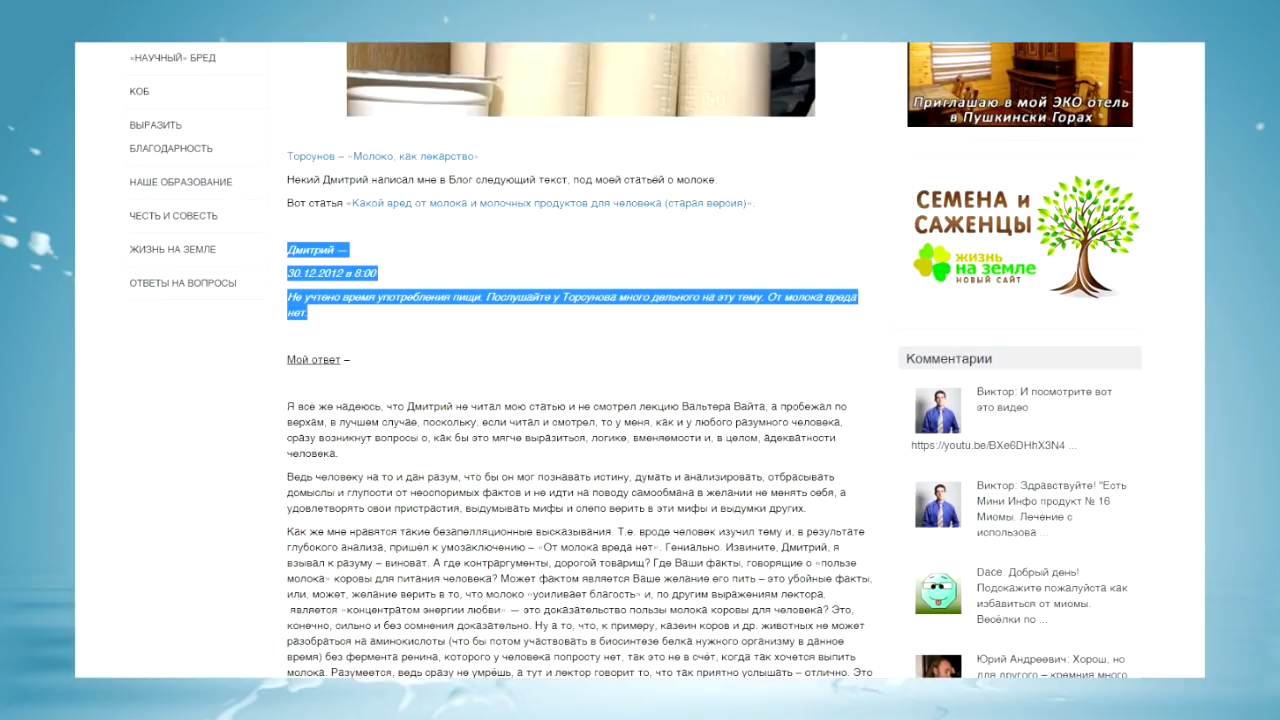 «НАУЧНЫЙ» БРЕД
КОБ
ВЫРАЗИТЬ
БЛАГОДАРНОСТЬ
НАШЕ ОБРАЗОВАНИЕ
ЧЕСТЬ И СОВЕСТЬ
ЖИЗНЬ НА ЗЕМЛЕ
ОТВЕТЫ НА ВОПРОСЫ
Торсунов – «Молоко, как лекарство»
Некий Дмитрий написал мне в Блог следующий текст, под моей статьёй о молоке.
Вот статья «Какой вред от молока и молочных продуктов для человека (старая версия)».
Дмитрий —
30.12.2012 в 8:00
Не учтено время употребления пищи. Послушайте у Торсунова много дельного на эту тему. От молока вреда
нет.
Мой ответ –
Я все же надеюсь, что Дмитрий не читал мою статью и не смотрел лекцию Вальтера Вайта, а пробежал по
верхам, в лучшем случае, поскольку, если читал и смотрел, то у меня, как и у любого разумного человека,
сразу возникнут вопросы о, как бы это мягче выразиться, логике, вменяемости и, в целом, адекватности
человека.
Ведь человеку на то и дан разум, что бы он мог познавать истину, думать и анализировать, отбрасывать
домыслы и глупости от неоспоримых фактов и не идти на поводу самообмана в желании не менять себя, а
удовлетворять свои пристрастия, выдумывать мифы и слепо верить в эти мифы и выдумки других.
Как же мне нравятся такие безапелляционные высказывания. Т.е. вроде человек изучил тему и, в результате
глубокого анализа, пришел к умозаключению – «От молока вреда нет». Гениально. Извините, Дмитрий, я
взывал к разуму – виноват. А где контраргументы, дорогой товарищ? Где Ваши факты, говорящие о «пользе
молока» коровы для питания человека? Может фактом является Ваше желание его пить – это убойные факты,
или, может, желание верить в то, что молоко «усиливает благость» и, по другим выражениям лектора,
является «концентратом энергии любви» — это доказательство пользы молока коровы для человека? Это,
конечно, сильно и без сомнения доказательно. Ну а то, что, к примеру, казеин коров и др. животных не может
разобраться на аминокислоты (что бы потом участвовать в биосинтезе белка нужного организму в данное
время) без фермента ренина, которого у человека попросту нет, так это не в счёт, когда так хочется выпить
молока. Разумеется, ведь сразу не умрёшь, а тут и лектор говорит то, что так приятно услышать – отлично. Это
Приглашаю в мой ЭКО отель
в Пушкински Горах
СЕМЕНА и
САЖЕНЦЫ
жизнь
на земле
НОВЫЙ САЙТ
Комментарии
Виктор: И посмотрите вот
это видео
https://youtu.be/BXe6DHhX3N4 ...
Виктор: Здравствуйте! "Есть
Мини Инфо продукт № 16
Миомы. Лечение с
использова ...
Dace: Добрый день!
Подскажите пожалуйста как
избавиться от миомы.
Весёлки по ...
Юрий Андреевич: Хорош, но
для другого – кремния много